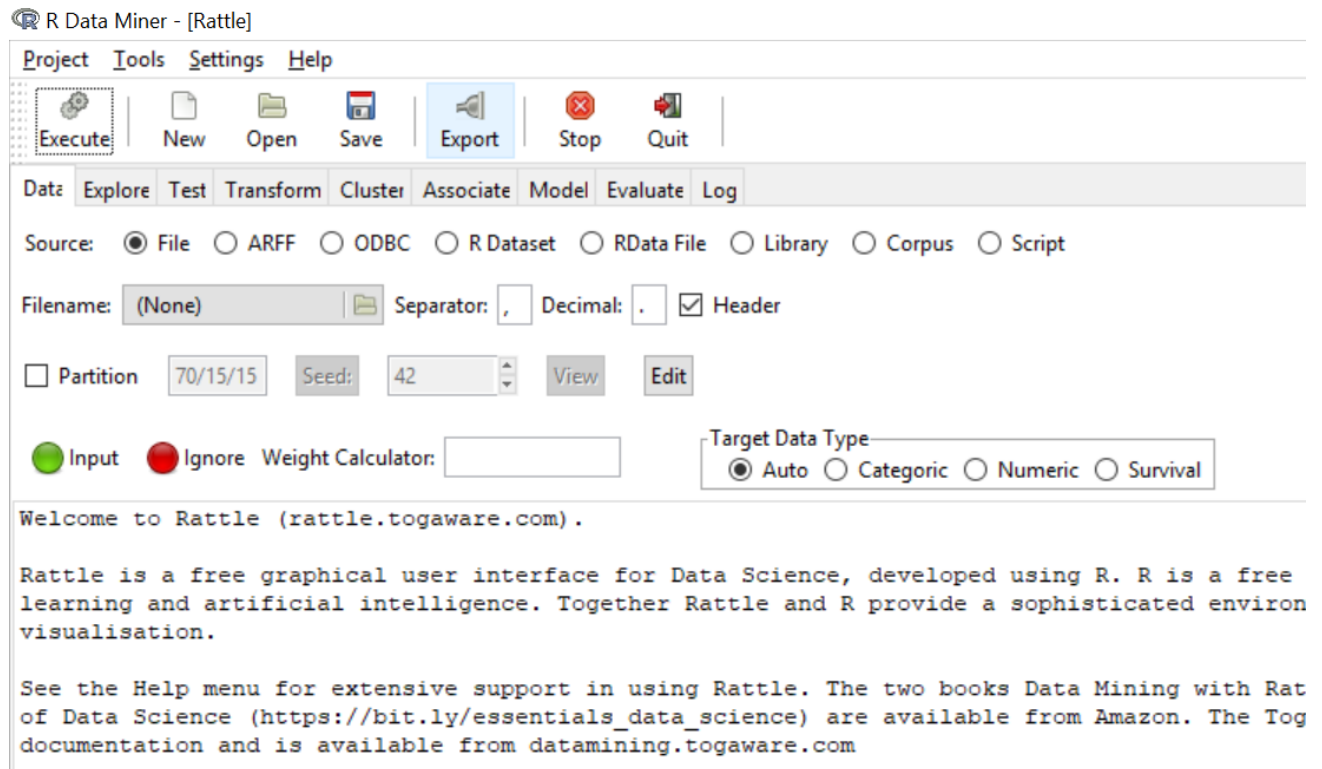 R Data Miner - [Rattle]
Project Tools Settings Help
Execute New Open Save Export Stop Quit
Data Explore Test Transform Cluster Associate Model Evaluate Log
Source: File ARFF ODBC R Dataset RData File Library Corpus Script
Filename: (None) Separator: , Decimal: . Header
Partition 70/15/15 Seed: 42 View Edit
Target Data Type
Input Ignore Weight Calculator: Auto Categoric Numeric Survival
Welcome to Rattle (rattle.togaware.com).
Rattle is a free graphical user interface for Data Science, developed using R. R is a free
learning and artificial intelligence. Together Rattle and R provide a sophisticated environ
visualisation.
See the Help menu for extensive support in using Rattle. The two books Data Mining with Rat
of Data Science (https://bit.ly/essentials_data_science) are available from Amazon. The Tog
documentation and is available from datamining.togaware.com